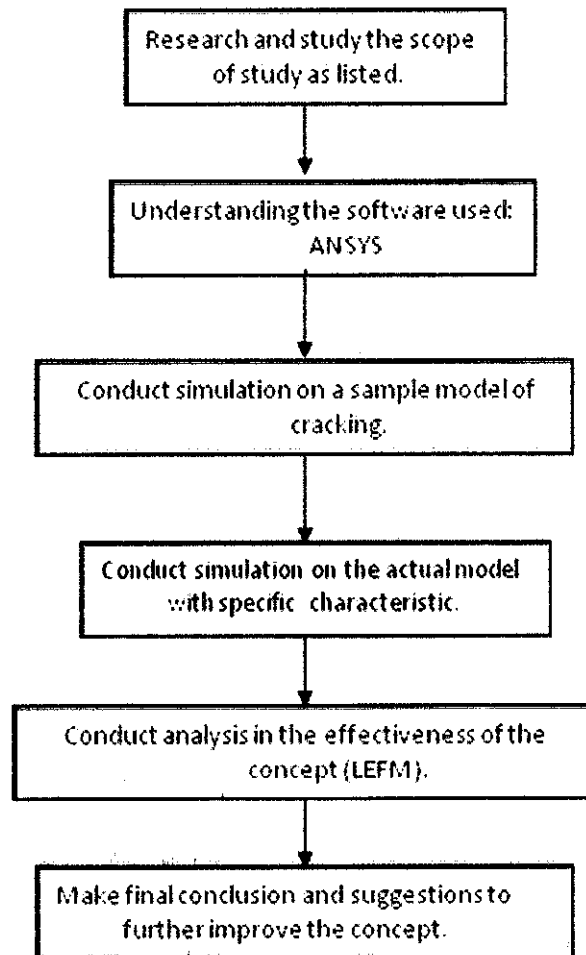 Research and study the scope
of study as listed.
Understanding the software used:
ANSYS
Conduct simulation on a sample model of
cracking.
Conduct simulation on the actual model
with specific characteristic.
Conduct analysis in the effectiveness of the
concept (LEFM).
Make final conclusion and suggestions to
further improve the concept.